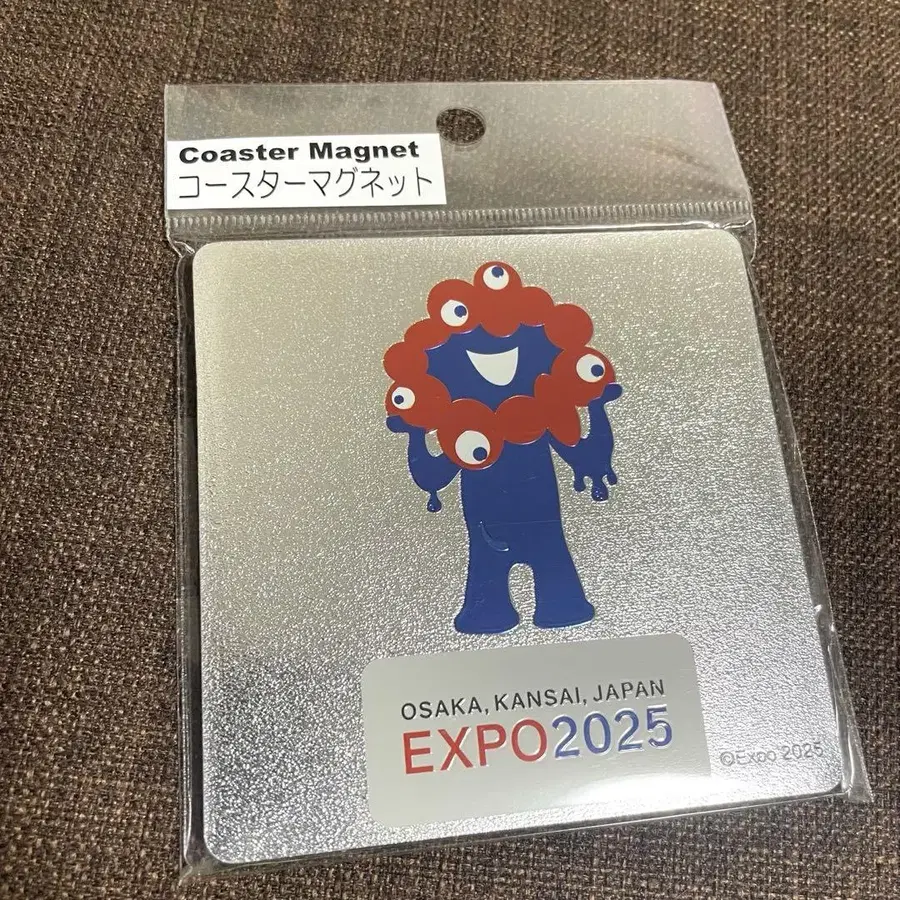 Coaster Magnet
コースターマグネット
OSAKA, KANSAI, JAPAN
EXPO2025
©Expo 2025